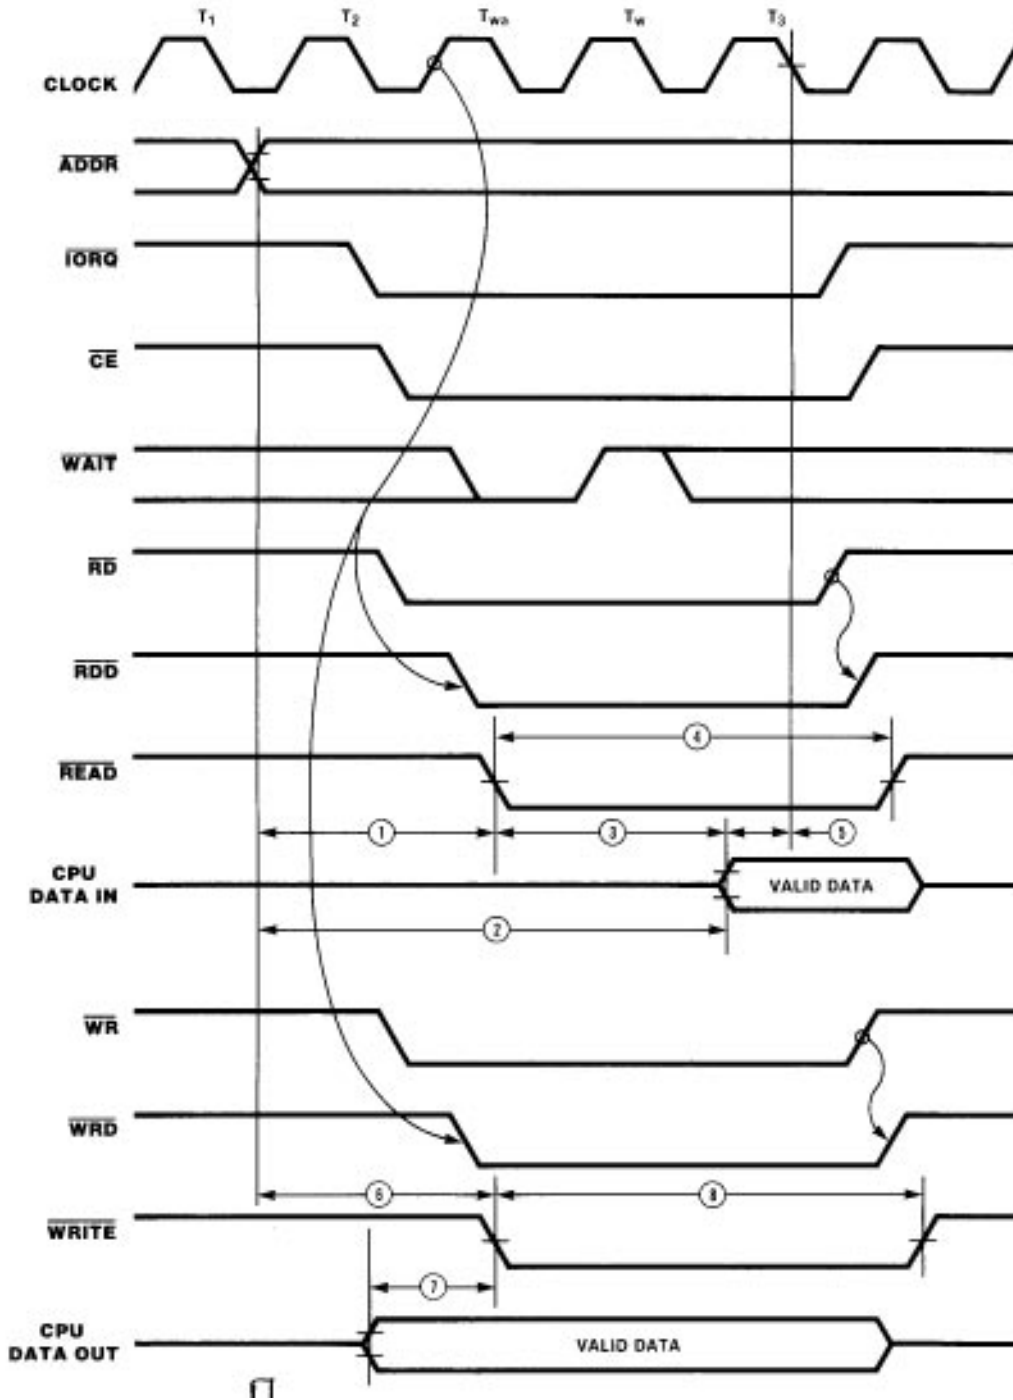 T1 T2 Twa Tw T3
CLOCK
ADDR
IORQ
CE
WAIT
RD
RDD
4
READ
1 3 5
CPU
DATA IN
VALID DATA
2
WR
WRD
6 8
WRITE
7
CPU
DATA OUT
VALID DATA